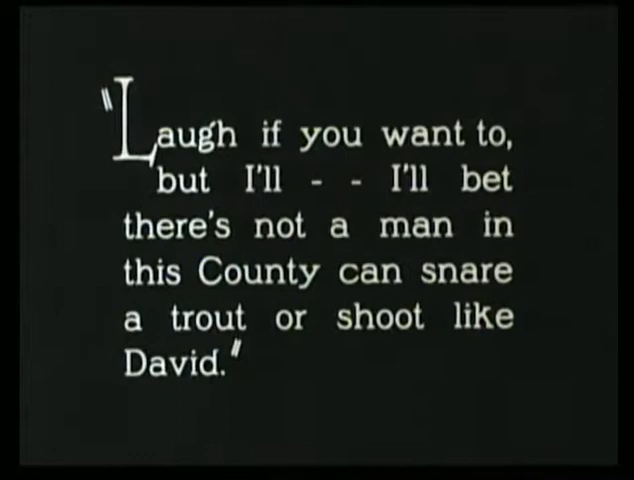 "Laugh if you want to,
but I'll - - I'll bet
there's not a man in
this County can snare
a trout or shoot like
David."